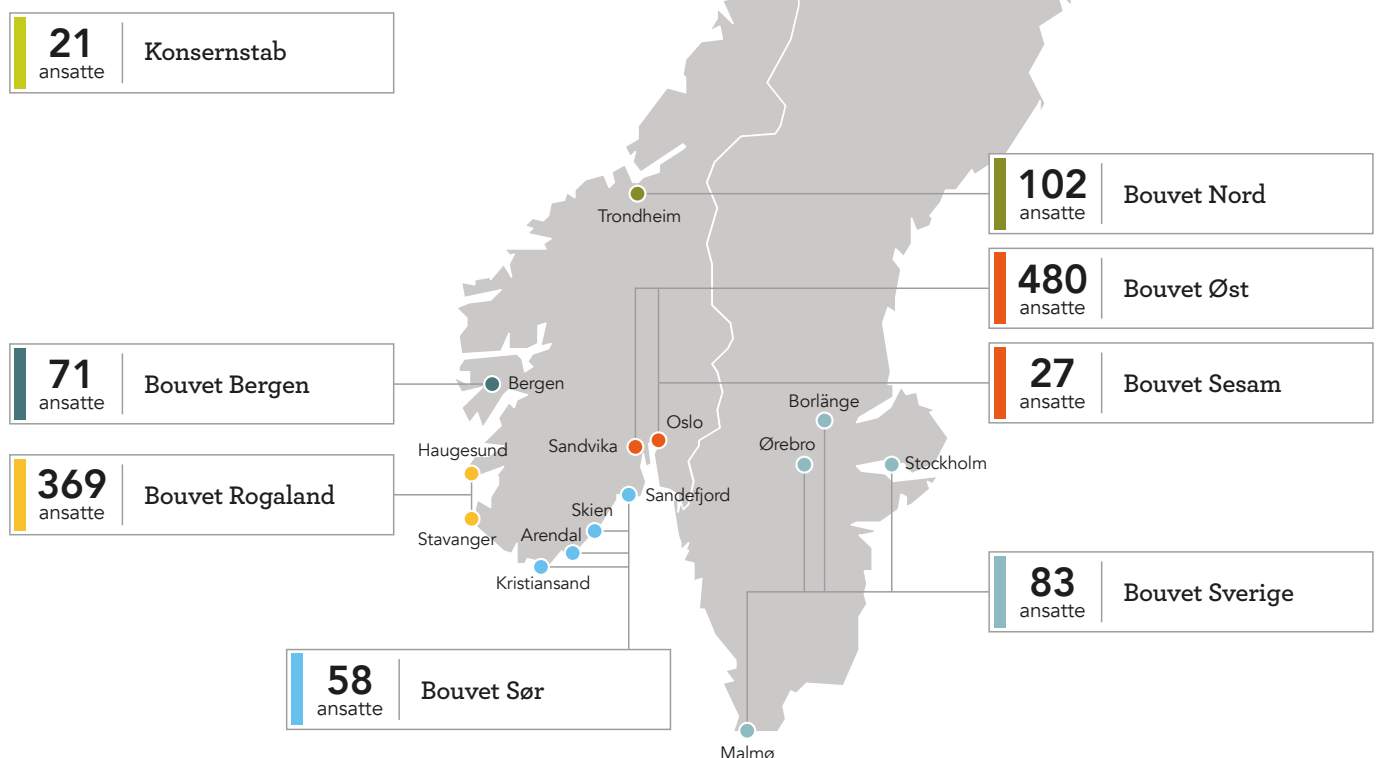 21
ansatte
Konsernstab
102
ansatte
Bouvet Nord
Trondheim
480
ansatte
Bouvet Øst
71
ansatte
Bouvet Bergen
Bergen
27
ansatte
Bouvet Sesam
Borlänge
Oslo
Sandvika
Ørebro
Haugesund
Stockholm
369
ansatte
Bouvet Rogaland
Sandefjord
Skien
Stavanger
Arendal
Kristiansand
83
ansatte
Bouvet Sverige
58
ansatte
Bouvet Sør
Malmø